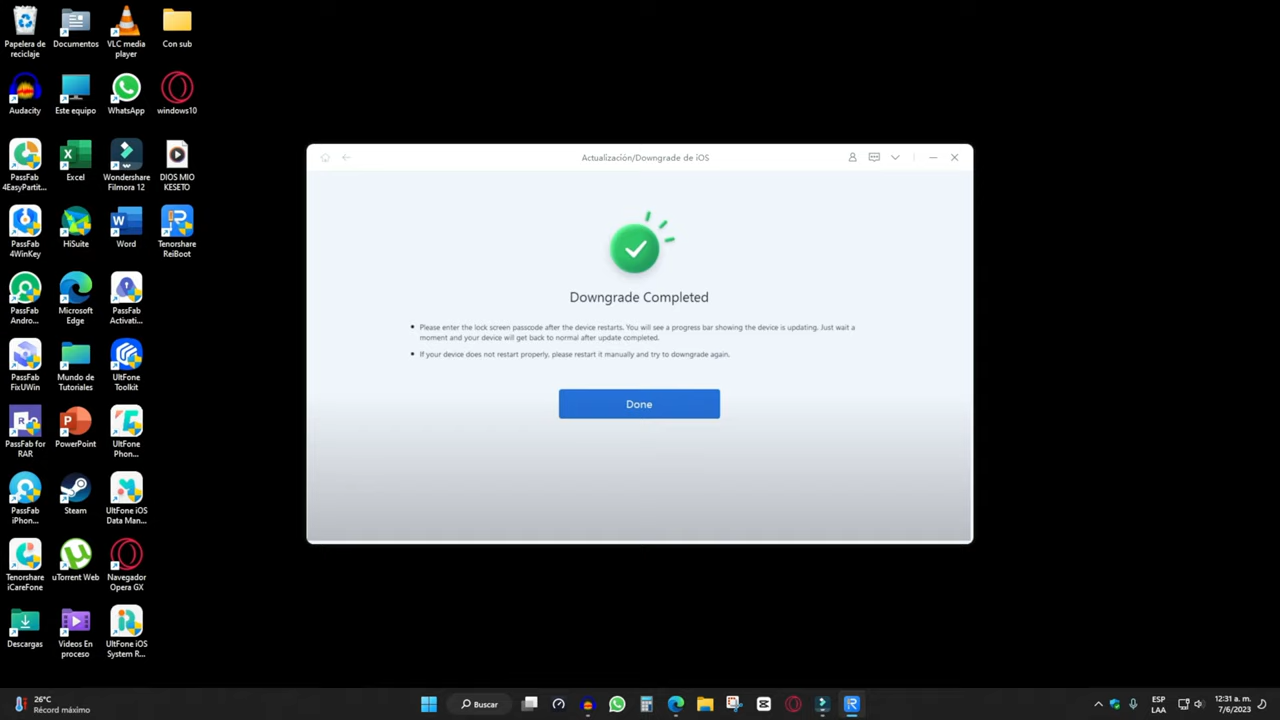 Papelera de
reciclaje
Documentos
VLC media
player
Con sub
Audacity
Este equipo
WhatsApp
windows10
PassFab
4EasyPartit...
Excel
Wondershare
Filmora 12
DIOS MIO
KESETO
PassFab
4WinKey
HiSuite
Word
Tenorshare
ReiBoot
PassFab
Andro...
Microsoft
Edge
PassFab
Activati...
PassFab
FixUWin
Mundo de
Tutoriales
UltFone
Toolkit
PassFab for
RAR
PowerPoint
UltFone
Phon...
PassFab
iPhon...
Steam
UltFone iOS
Data Man...
Tenorshare
iCareFone
uTorrent Web
Navegador
Opera GX
Descargas
Videos En
proceso
UltFone iOS
System R...
Actualización/Downgrade de iOS
Downgrade Completed
Please enter the lock screen passcode after the device restarts. You will see a progress bar showing the device is updating. Just wait a
moment and your device will get back to normal after update completed.
If your device does not restart properly, please restart it manually and try to downgrade again.
Done
26°C
Récord máximo
Buscar
ESP
LAA
12:31 a. m.
7/6/2023